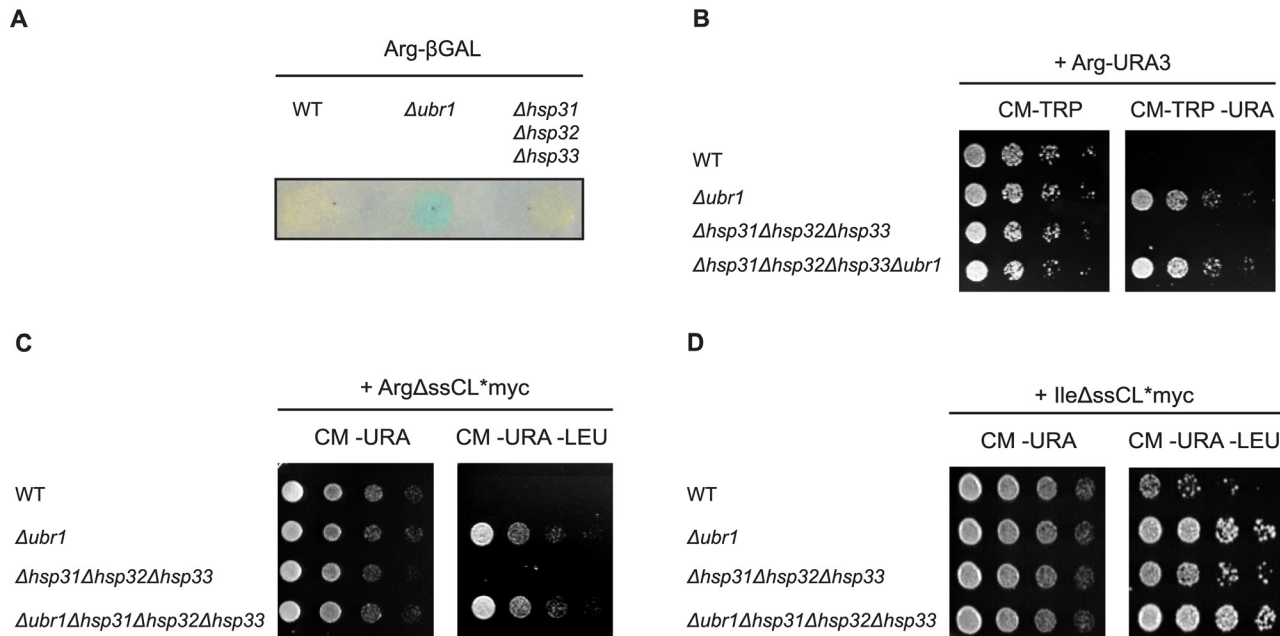 A
Arg-βGAL
WT Δubr1 Δhsp31
Δhsp32
Δhsp33
B
+ Arg-URA3
CM-TRP CM-TRP -URA
WT
Δubr1
Δhsp31Δhsp32Δhsp33
Δhsp31Δhsp32Δhsp33Δubr1
C
+ ArgΔssCL*myc
CM -URA CM -URA -LEU
WT
Δubr1
Δhsp31Δhsp32Δhsp33
Δubr1Δhsp31Δhsp32Δhsp33
D
+ IleΔssCL*myc
CM -URA CM -URA -LEU
WT
Δubr1
Δhsp31Δhsp32Δhsp33
Δubr1Δhsp31Δhsp32Δhsp33